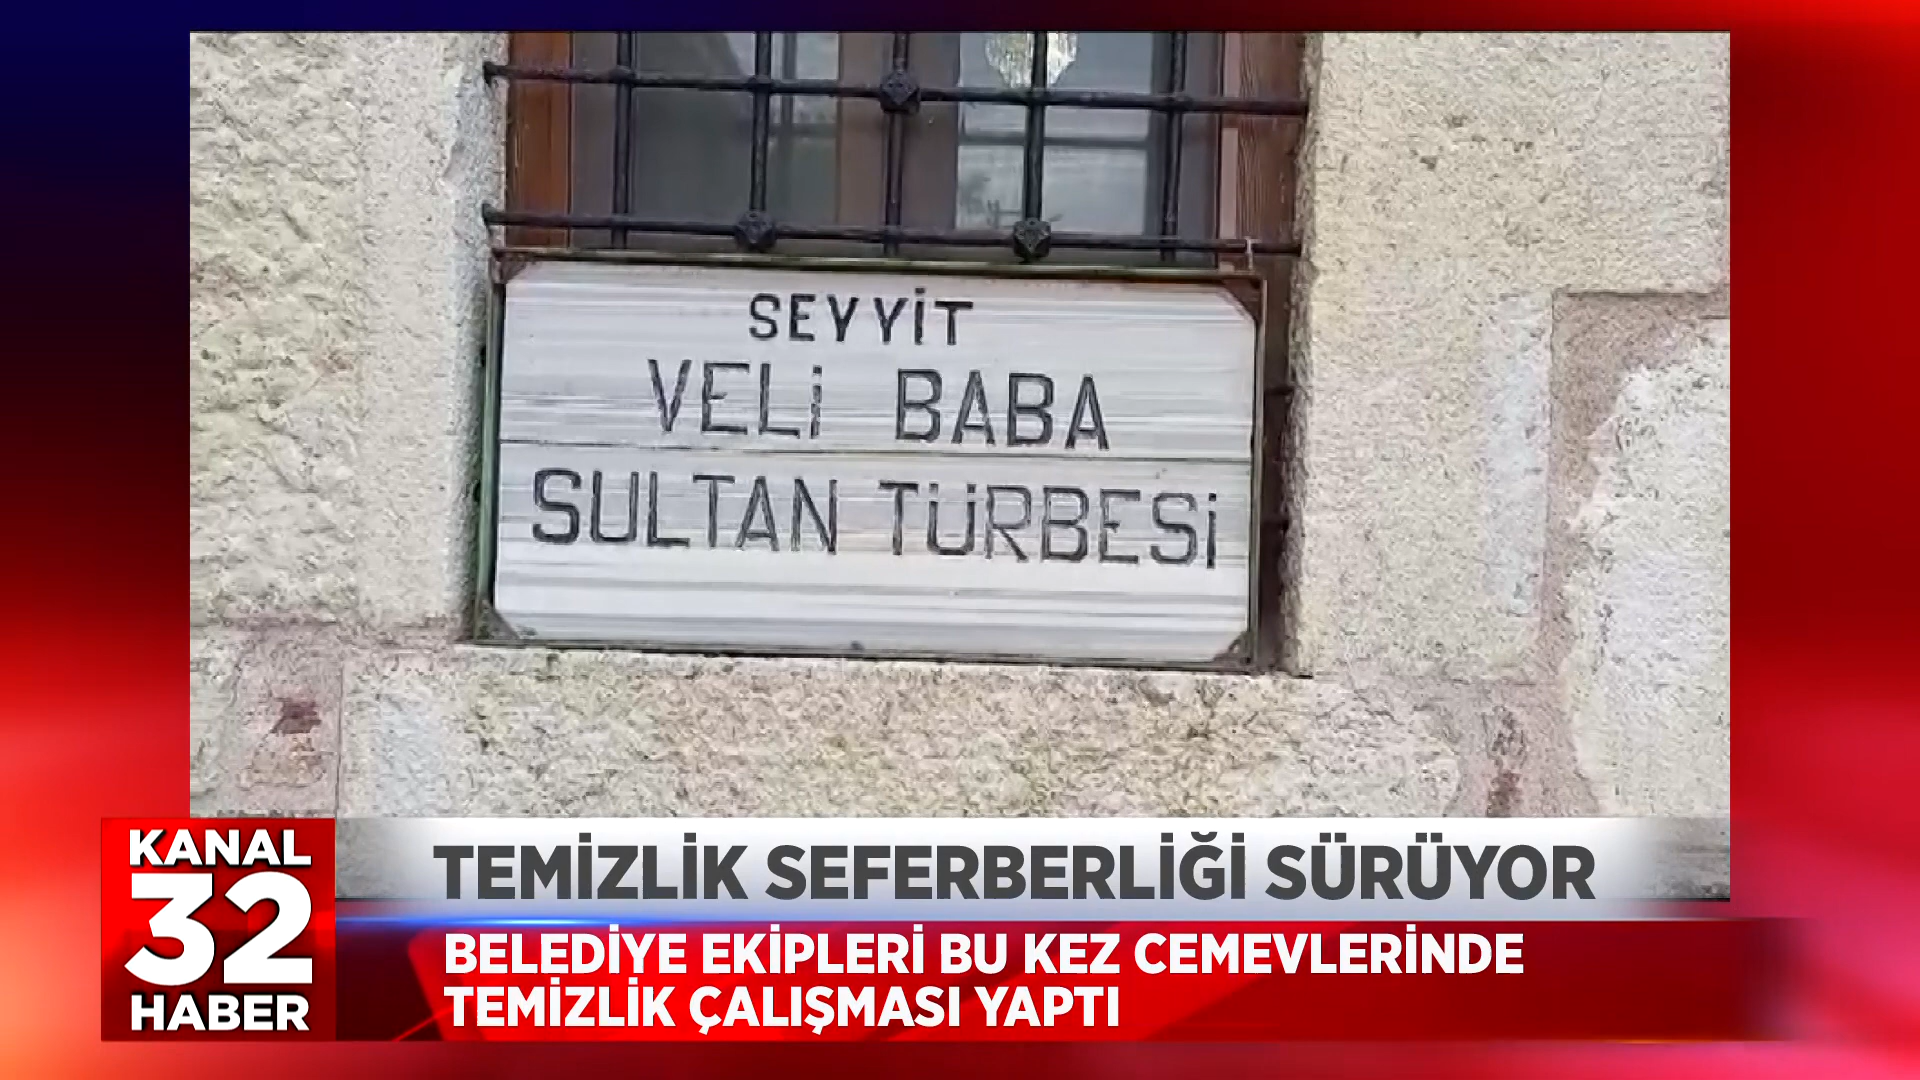 SEYYİT
VELİ BABA
SULTAN TÜRBESİ
KANAL
32
HABER
TEMİZLİK SEFERBERLİĞİ SÜRÜYOR
BELEDİYE EKİPLERİ BU KEZ CEMEVLERİNDE
TEMİZLİK ÇALIŞMASI YAPTI